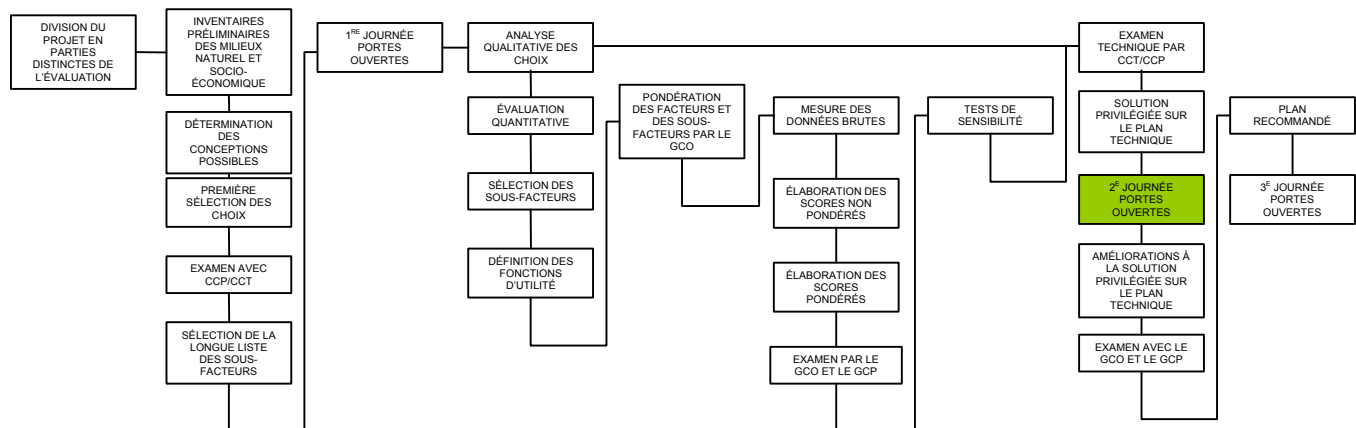 DIVISION DU
PROJET EN
PARTIES
DISTINCTES DE
L'ÉVALUATION
INVENTAIRES
PRÉLIMINAIRES
DES MILIEUX
NATUREL ET
SOCIO-
ÉCONOMIQUE
DÉTERMINATION
DES
CONCEPTIONS
POSSIBLES
PREMIÈRE
SÉLECTION DES
CHOIX
EXAMEN AVEC
CCP/CCT
SÉLECTION DE LA
LONGUE LISTE
DES SOUS-
FACTEURS
1RE JOURNÉE
PORTES
OUVERTES
ANALYSE
QUALITATIVE DES
CHOIX
ÉVALUATION
QUANTITATIVE
SÉLECTION DES
SOUS-FACTEURS
DÉFINITION DES
FONCTIONS
D'UTILITÉ
PONDÉRATION
DES FACTEURS ET
DES SOUS-
FACTEURS PAR LE
GCO
MESURE DES
DONNÉES BRUTES
ÉLABORATION DES
SCORES NON
PONDÉRÉS
ÉLABORATION DES
SCORES
PONDÉRÉS
EXAMEN PAR LE
GCO ET LE GCP
TESTS DE
SENSIBILITÉ
EXAMEN
TECHNIQUE PAR
CCT/CCP
SOLUTION
PRIVILÉGIÉE SUR
LE PLAN
TECHNIQUE
2E JOURNÉE
PORTES
OUVERTES
AMÉLIORATIONS À
LA SOLUTION
PRIVILÉGIÉE SUR
LE PLAN
TECHNIQUE
EXAMEN AVEC LE
GCO ET LE GCP
PLAN
RECOMMANDÉ
3E JOURNÉE
PORTES
OUVERTES